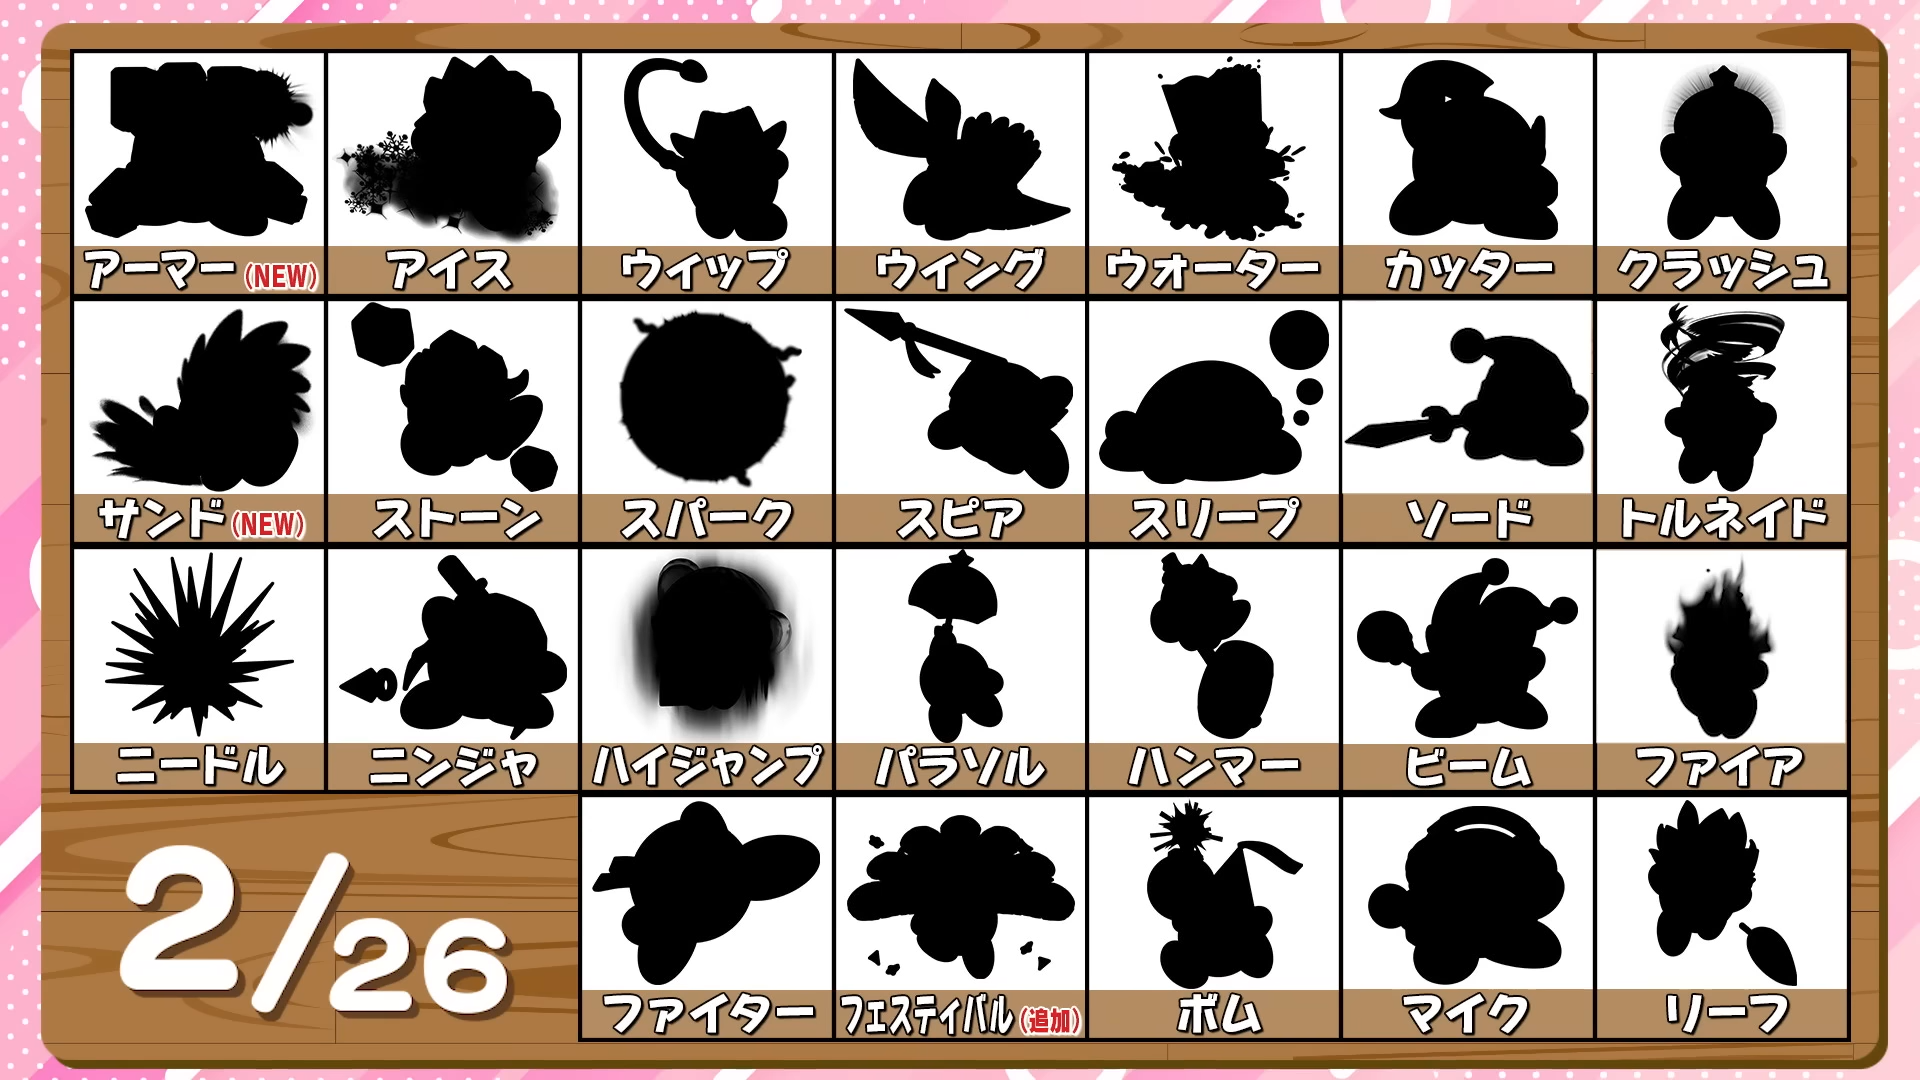 アーマー(NEW)
アイス
ウィップ
ウィング
ウォーター
カッター
クラッシュ
サンド(NEW)
ストーン
スパーク
スピア
スリープ
ソード
トルネイド
ニードル
ニンジャ
ハイジャンプ
パラソル
ハンマー
ビーム
ファイア
2/26
ファイター
フェスティバル(追加)
ボム
マイク
リーフ